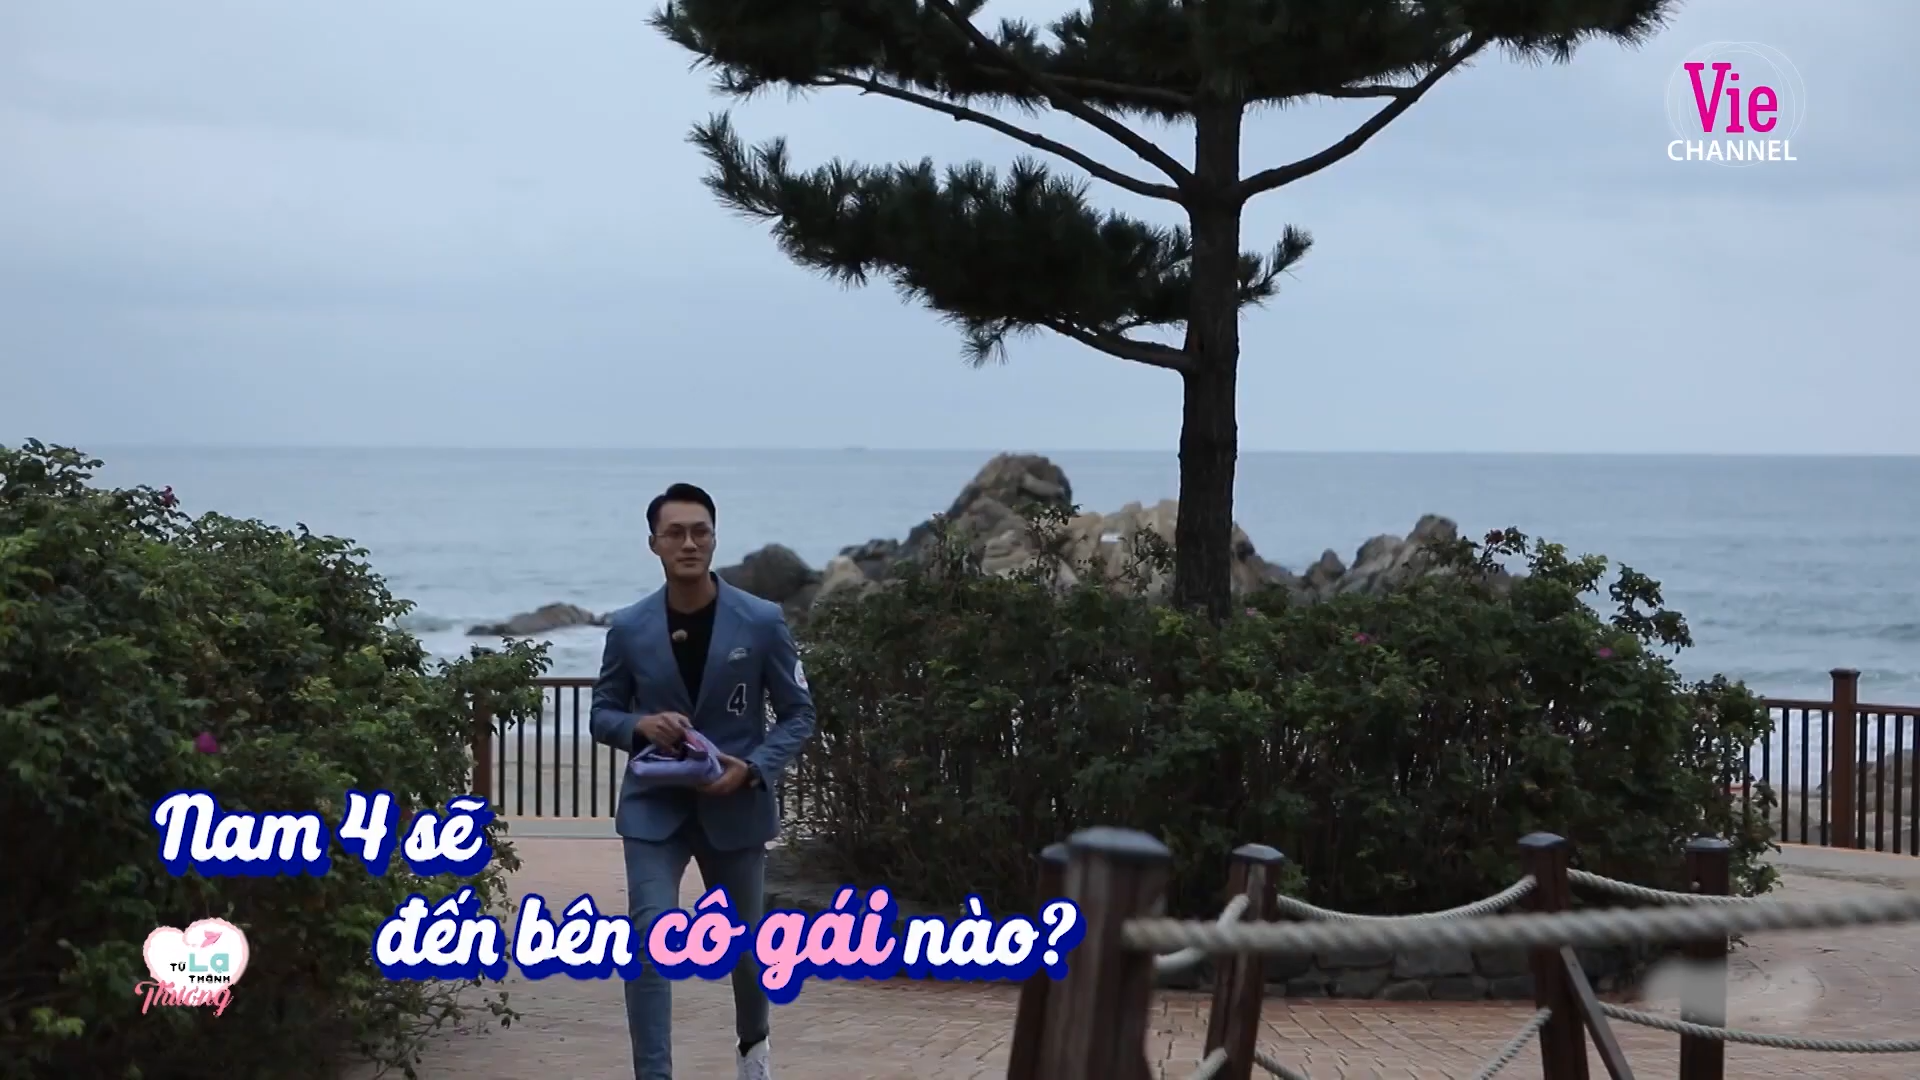 Vie
CHANNEL
4
Nam 4 sẽ
đến bên cô gái nào?
TỪ Lạ
THÀNH
Thương